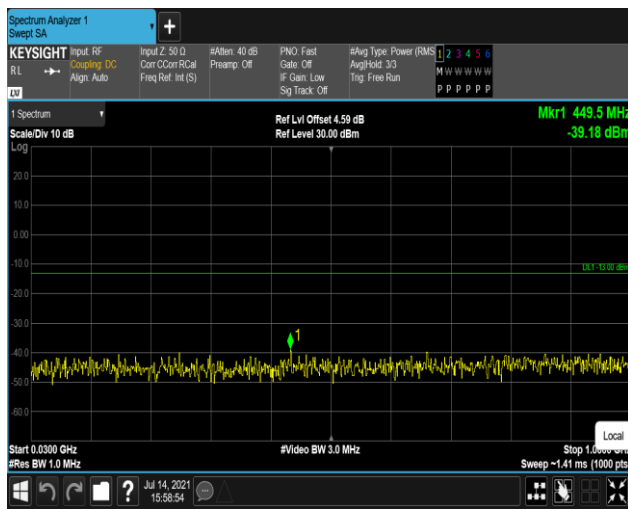 Spectrum Analyzer 1
Swept SA
KEYSIGHT
RL
LXI
Input: RF
Coupling: DC
Align: Auto
Input Z: 50 Ω
Corr CCorr RCal
Freq Ref: Int (S)
#Atten: 40 dB
Preamp: Off
PNO: Fast
Gate: Off
IF Gain: Low
Sig Track: Off
#Avg Type: Power (RMS
Avg|Hold: 3/3
Trig: Free Run
1 2 3 4 5 6
M W W W W W
P P P P P P
1 Spectrum
Scale/Div 10 dB
Log
Ref Lvl Offset 4.59 dB
Ref Level 30.00 dBm
Mkr1 449.5 MHz
-39.18 dBm
20.0
10.0
0.00
-10.0
DL1 -13.00 dBm
-20.0
-30.0
1
-40.0
-50.0
-60.0
Local
Start 0.0300 GHz
#Video BW 3.0 MHz
Stop
#Res BW 1.0 MHz
Sweep ~1.41 ms (1000 pts
?
Jul 14, 2021
15:58:54